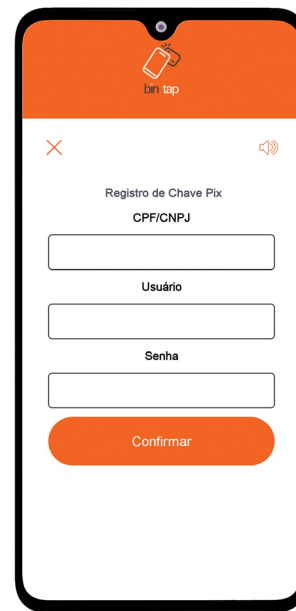 bin tap
Registro de Chave Pix
CPF/CNPJ
Usuário
Senha
Confirmar